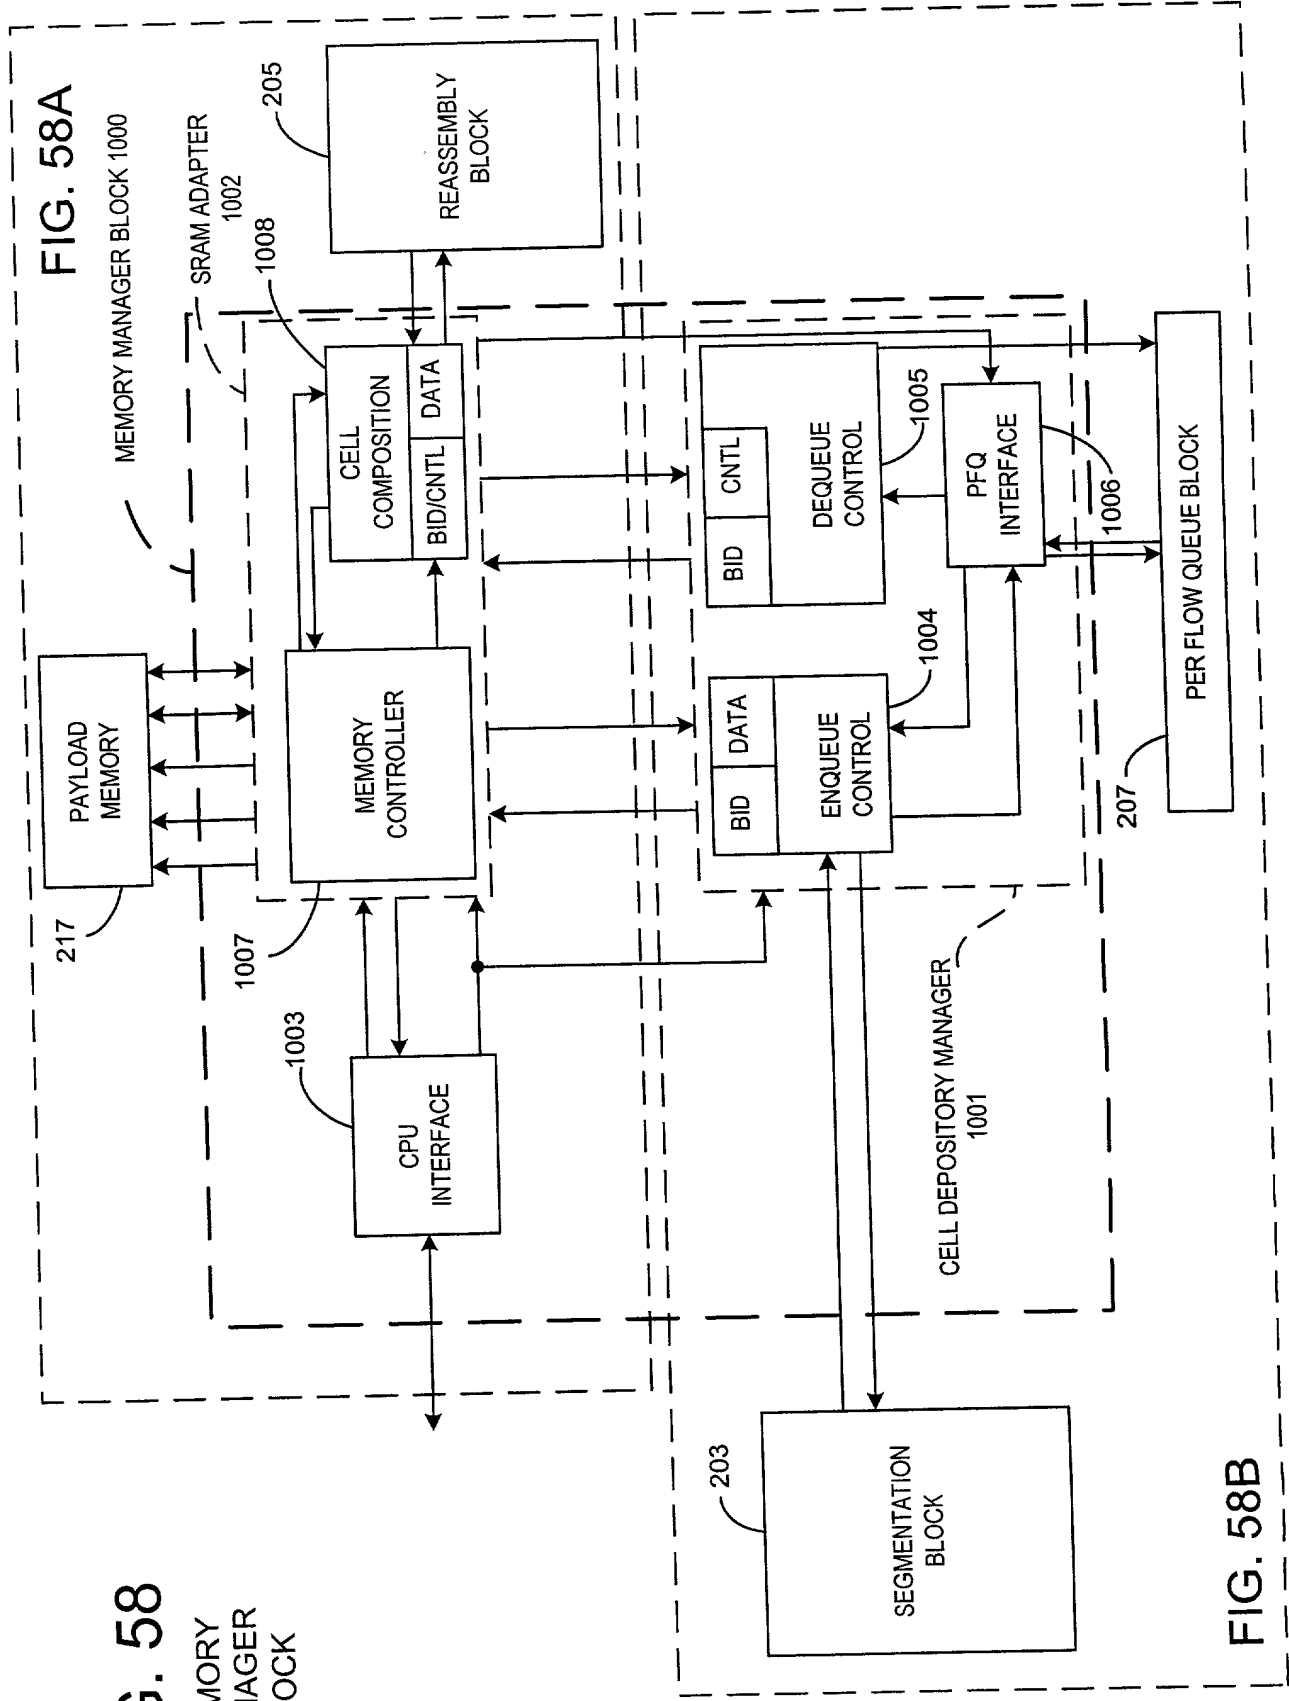 G. 58
MORY
NAGER
OCK
FIG. 58A
MEMORY MANAGER BLOCK 1000
SRAM ADAPTER
1002
217
PAYLOAD
MEMORY
1007
MEMORY
CONTROLLER
1008
CELL
COMPOSITION
BID/CNTL
DATA
205
REASSEMBLY
BLOCK
1003
CPU
INTERFACE
BID
DATA
ENQUEUE
CONTROL
1004
BID
CNTL
DEQUEUE
CONTROL
1005
PFQ
INTERFACE
1006
CELL DEPOSITORY MANAGER
1001
207
PER FLOW QUEUE BLOCK
203
SEGMENTATION
BLOCK
FIG. 58B